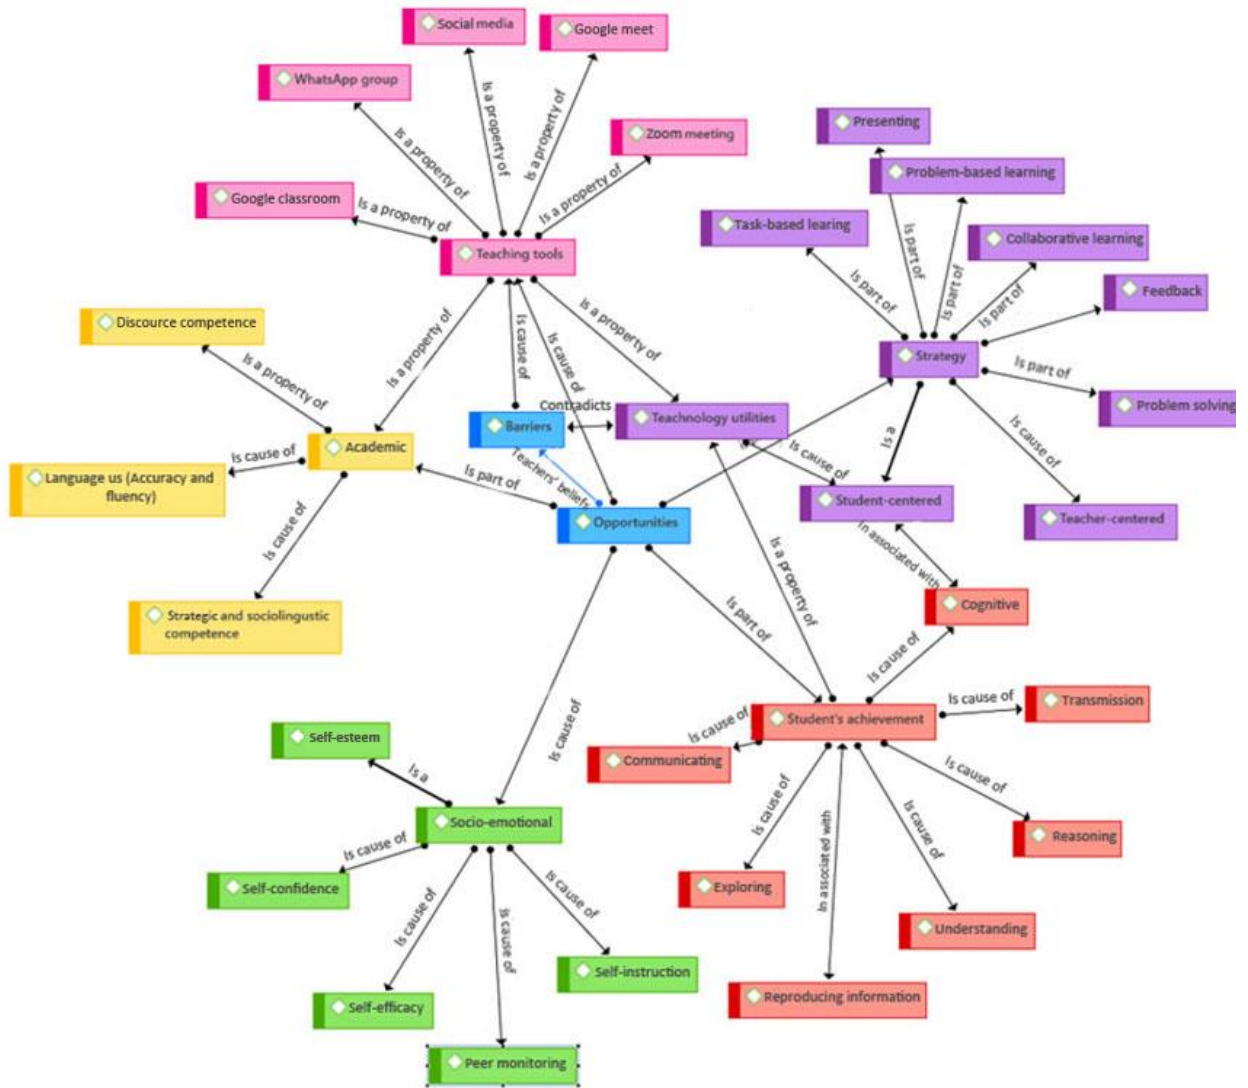 Social media
Google meet
WhatsApp group
Zoom meeting
Google classroom
Teaching tools
Is a property of
Is a property of
Is a property of
Is a property of
Is a property of
Presenting
Problem-based learning
Task-based learing
Collaborative learning
Feedback
Strategy
Problem solving
Is part of
Is part of
Is part of
Is part of
Is part of
Discource competence
Is a property of
Is a property of
Is cause of
Is cause of
Is a property of
Contradicts
Barriers
Teachnology utilities
Academic
Is cause of
Language us (Accuracy and
fluency)
Is part of
Teachers' beliefs
Opportunities
Is cause of
Is a
Is cause of
Student-centered
Teacher-centered
Is cause of
In associated with
Cognitive
Strategic and sociolingustic
competence
Is part of
Is a property of
Is cause of
Is cause of
Student's achievement
Is cause of
Transmission
Is cause of
Communicating
Self-esteem
Is a
Socio-emotional
Is cause of
Is cause of
In associated with
Is cause of
Is cause of
Reasoning
Is cause of
Self-confidence
Exploring
Understanding
Is cause of
is cause of
Is cause of
Self-instruction
Reproducing information
Self-efficacy
Peer monitoring